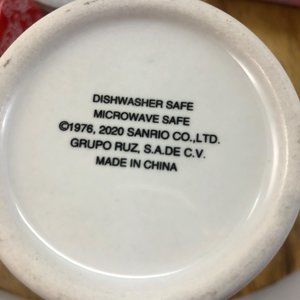 DISHWASHER SAFE
MICROWAVE SAFE
©1976, 2020 SANRIO CO.,LTD.
GRUPO RUZ, S.A.DE C.V.
MADE IN CHINA